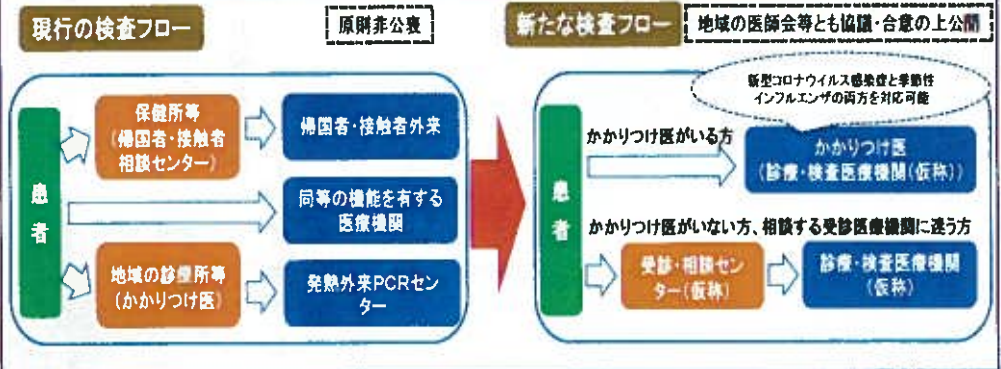 現行の検査フロー
原則非公表
保健所等
(帰国者・接触者
相談センター)
帰国者・接触者外来
患者
同等の機能を有する
医療機関
地域の診療所等
(かかりつけ医)
発熱外来PCRセン
ター
新たな検査フロー
地域の医師会等とも協議・合意の上公開
新型コロナウイルス感染症と季節性
インフルエンザの両方を対応可能
かかりつけ医がいる方
かかりつけ医
(診療・検査医療機関(仮称))
患者
かかりつけ医がいない方、相談する受診医療機関に迷う方
受診・相談セン
ター(仮称)
診療・検査医療機関
(仮称)